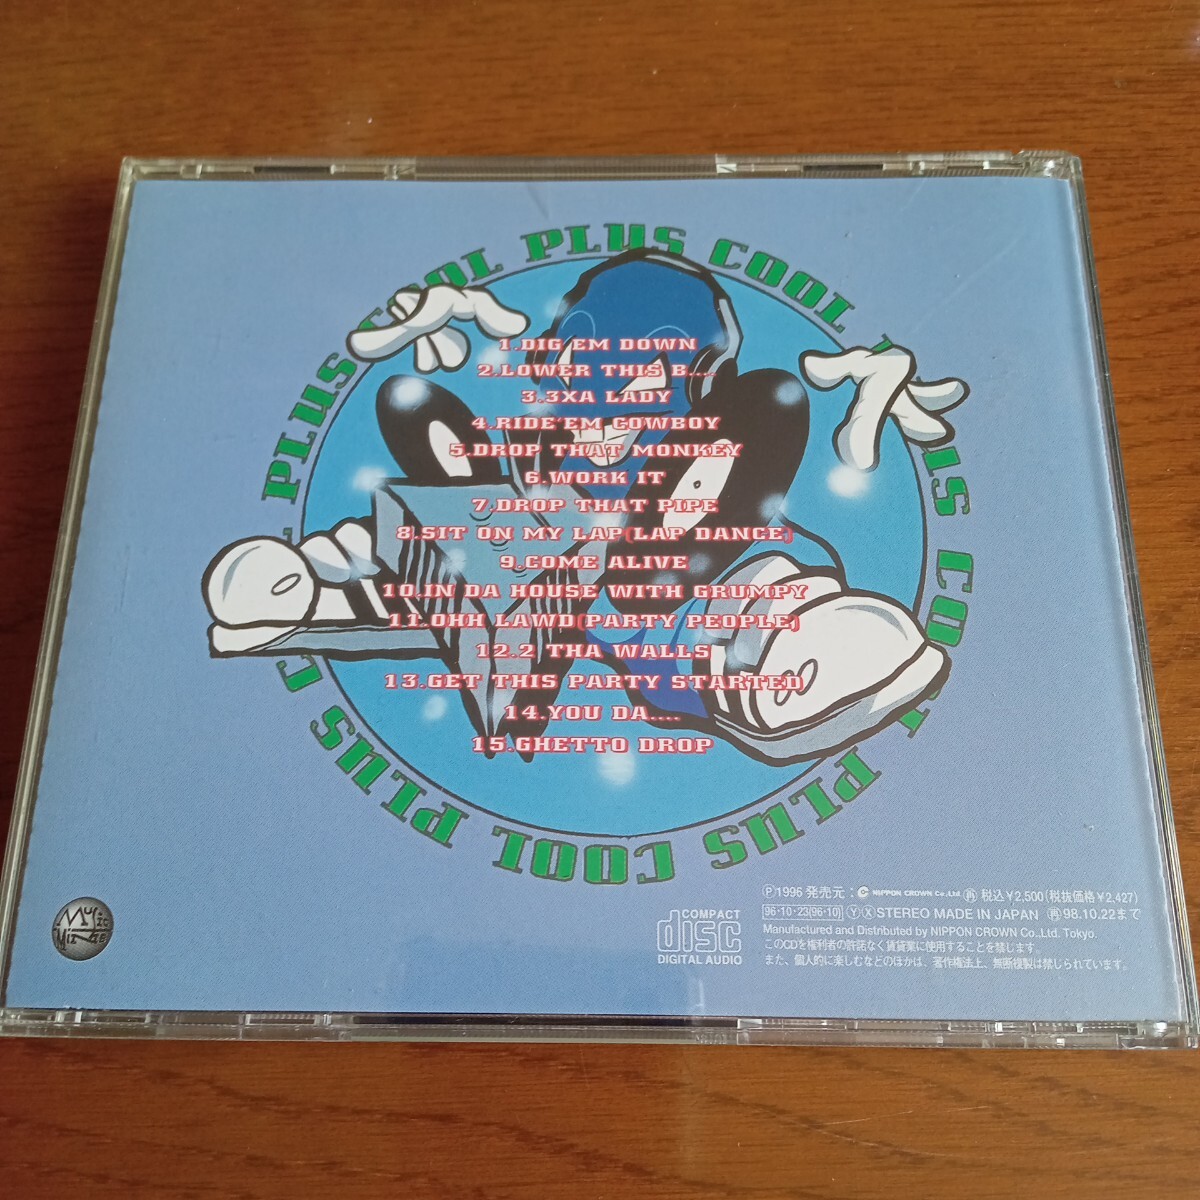 PLUS COOL PLUS COOL PLUS COOL PLUS COOL PLUS COOL
1.DIG EM DOWN
2.LOWER THIS B....
3.3XA LADY
4.RIDE'EM COWBOY
5.DROP THAT MONKEY
6.WORK IT
7.DROP THAT PIPE
8.SIT ON MY LAP(LAP DANCE)
9.COME ALIVE
10.IN DA HOUSE WITH GRUMPY
11.OHH LAWD(PARTY PEOPLE)
12.2 THA WALLS
13.GET THIS PARTY STARTED
14.YOU DA....
15.GHETTO DROP
Music Mizzle
COMPACT
disc
DIGITAL AUDIO
Ⓟ1996 発売元: NIPPON CROWN Co.,Ltd. ㊢ 税込¥2,500(税抜価格¥2,427)
96·10·23(96·10) ⓎⓍSTEREO MADE IN JAPAN 再98.10.22まで
Manufactured and Distributed by NIPPON CROWN Co.,Ltd. Tokyo.
このCDを権利者の許諾なく賃貸業に使用することを禁じます。
また、個人的に楽しむなどのほかは、著作権法上、無断複製は禁じられています。